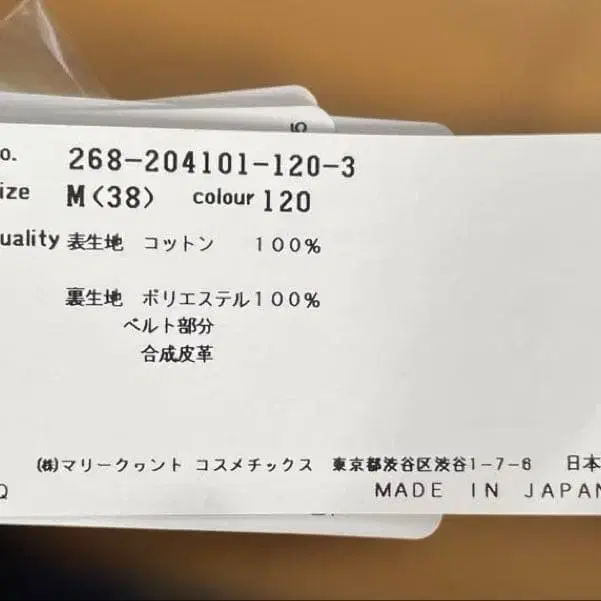 o. 268-204101-120-3
ize M(38) colour 120
uality 表生地 コットン 100%
裏生地 ポリエステル100%
ベルト部分
合成皮革
(株)マリークヮント コスメチックス 東京都渋谷区渋谷1-7-6 日本
Q MADE IN JAPAN